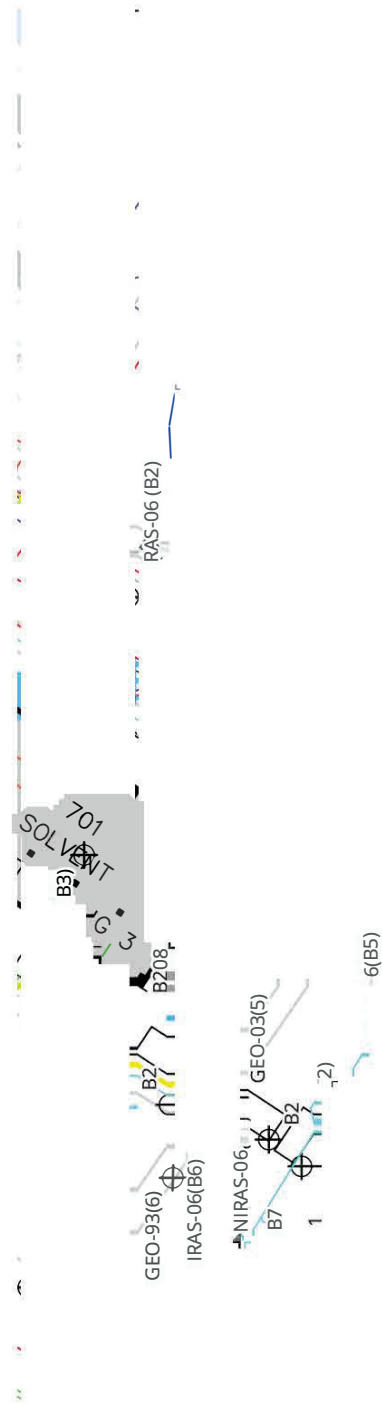 RAS-06 (B2)
701
SOLVENT
B3)
G 3
B208
B2
GEO-93(6)
IRAS-06(B6)
GEO-03(5)
6(B5)
2)
B2
NIRAS-06(
B7
1